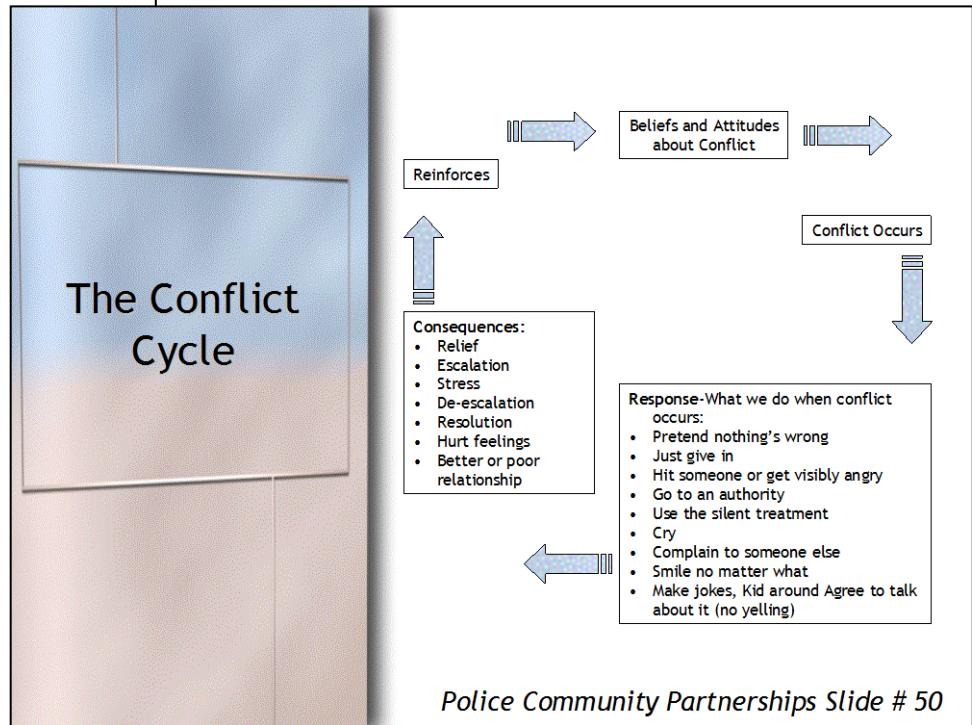 The Conflict
Cycle
Beliefs and Attitudes
about Conflict
Reinforces
Conflict Occurs
Consequences:
• Relief
• Escalation
• Stress
• De-escalation
• Resolution
• Hurt feelings
• Better or poor
relationship
Response-What we do when conflict
occurs:
• Pretend nothing's wrong
• Just give in
• Hit someone or get visibly angry
• Go to an authority
• Use the silent treatment
• Cry
• Complain to someone else
• Smile no matter what
• Make jokes, Kid around Agree to talk
about it (no yelling)
Police Community Partnerships Slide # 50